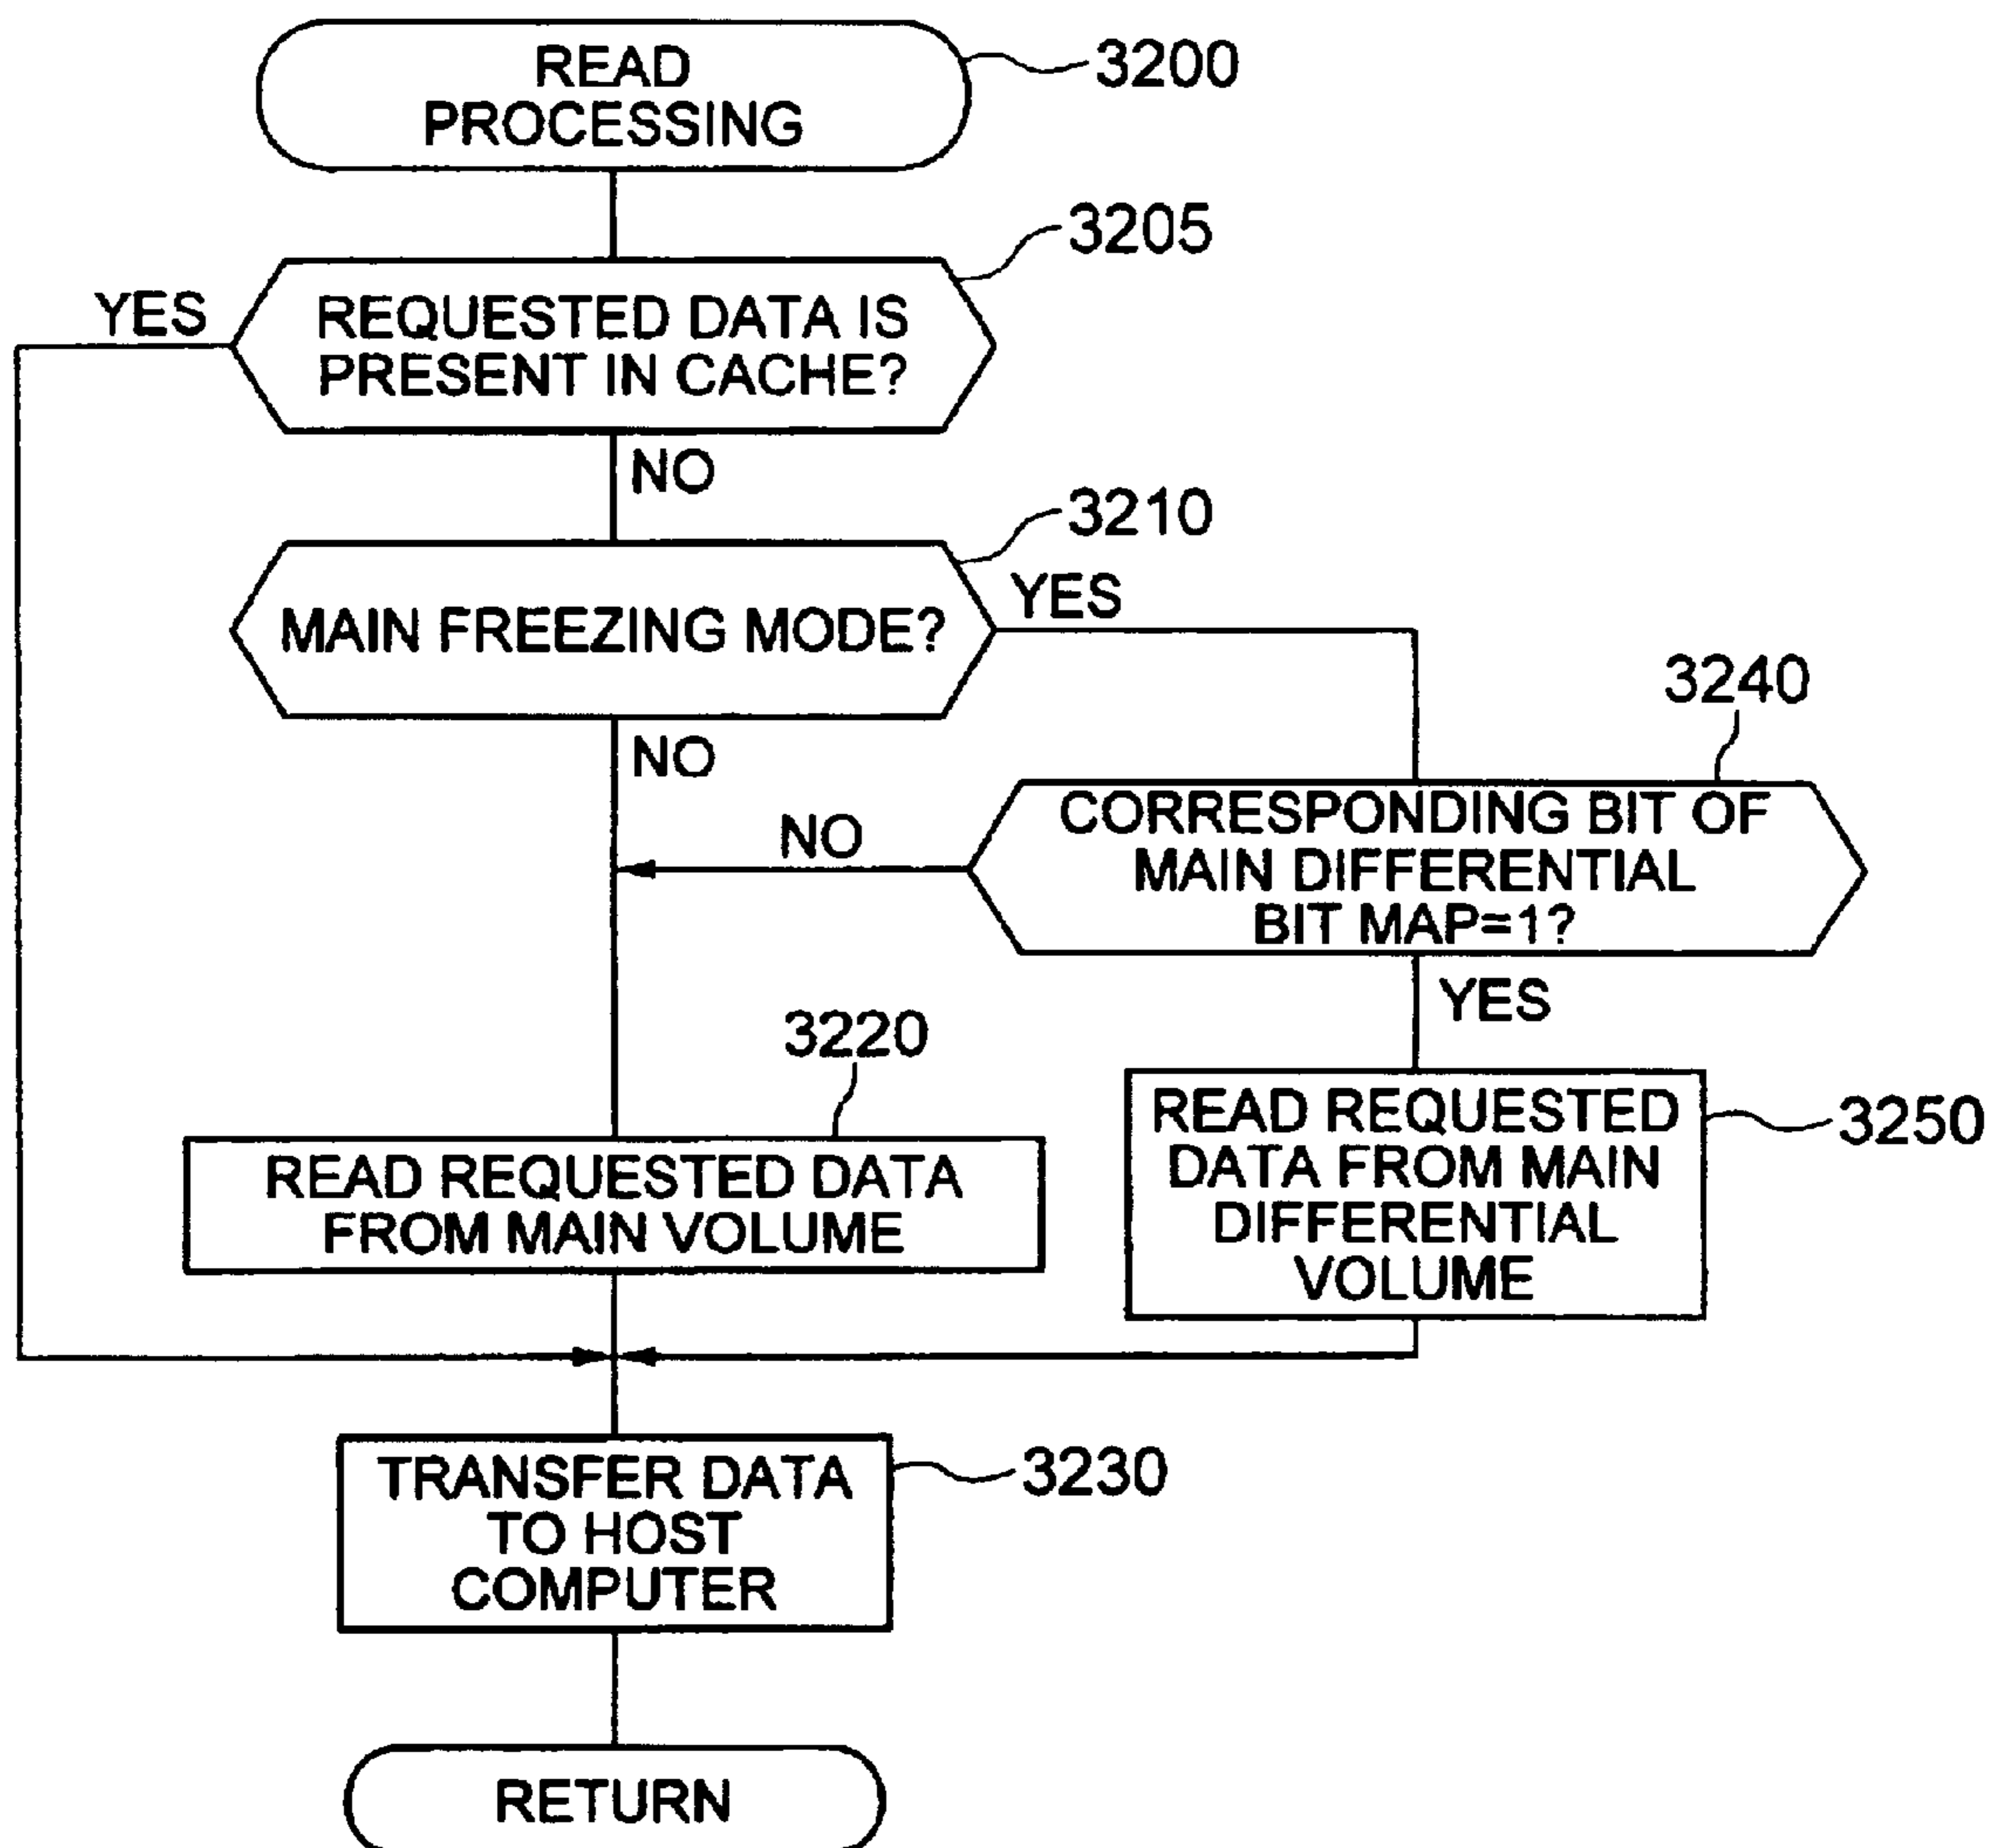 READ
PROCESSING
3200
3205
YES
REQUESTED DATA IS
PRESENT IN CACHE?
NO
3210
MAIN FREEZING MODE?
YES
NO
3240
CORRESPONDING BIT OF
MAIN DIFFERENTIAL
BIT MAP=1?
NO
YES
3220
READ REQUESTED DATA
FROM MAIN VOLUME
READ REQUESTED
DATA FROM MAIN
DIFFERENTIAL
VOLUME
3250
TRANSFER DATA
TO HOST
COMPUTER
3230
RETURN